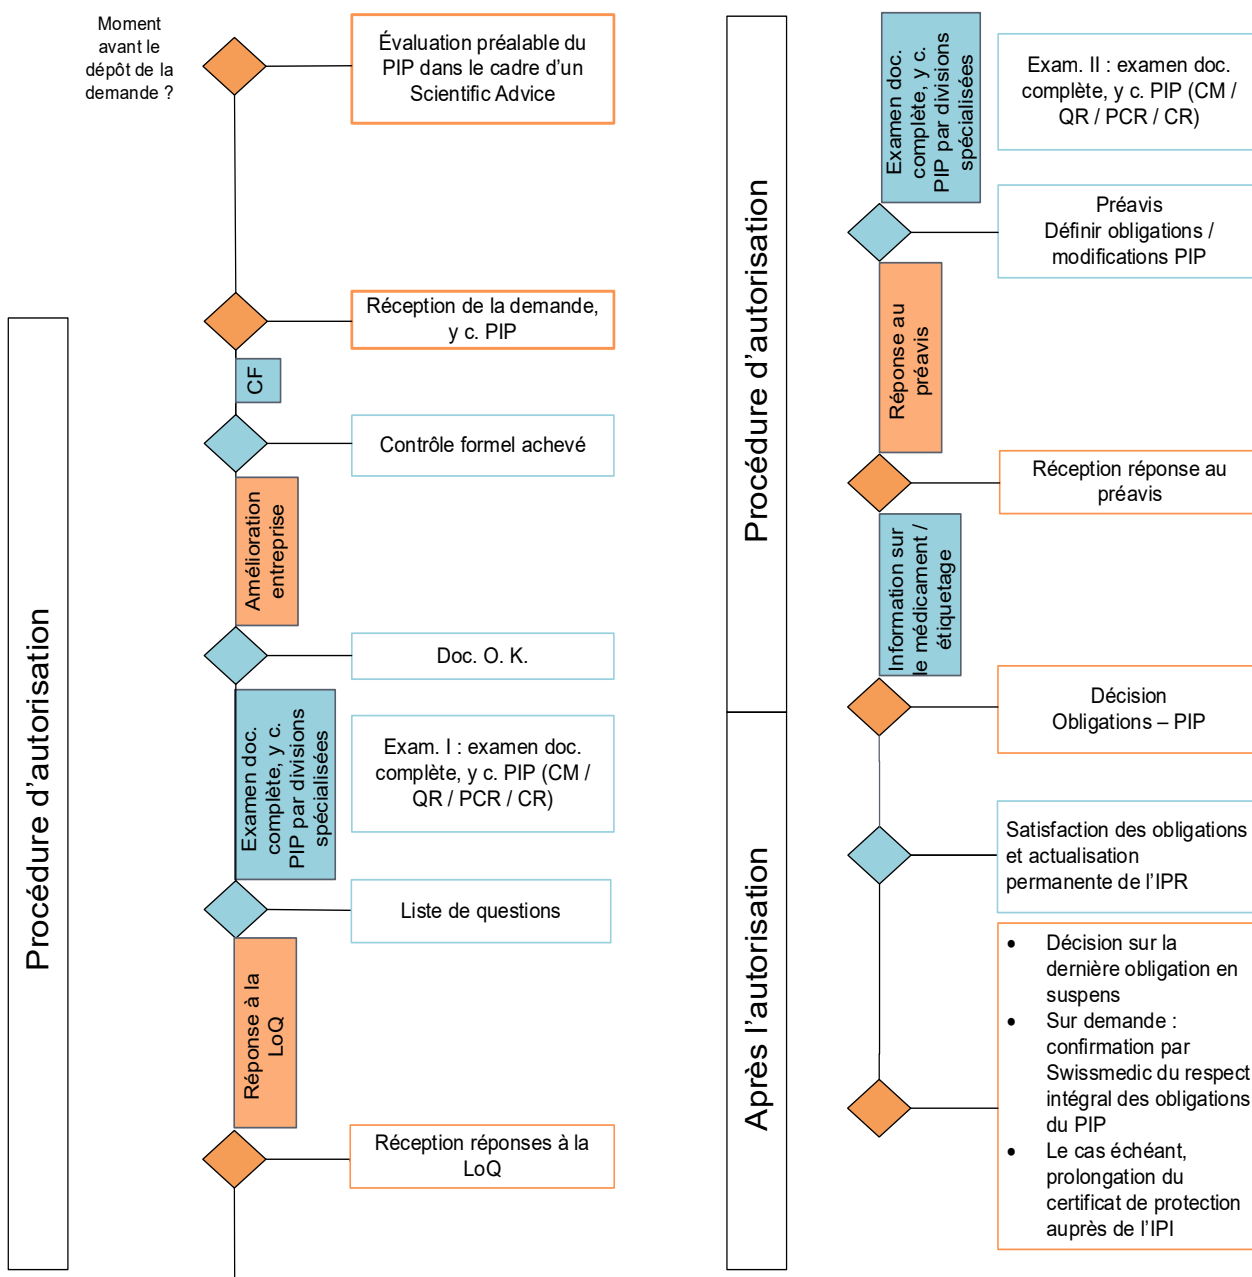 Moment
avant le
dépôt de la
demande ?
Évaluation préalable du
PIP dans le cadre d’un
Scientific Advice
Réception de la demande,
y c. PIP
CF
Contrôle formel achevé
Amélioration
entreprise
Doc. O. K.
Procédure d’autorisation
Examen doc.
complète, y c.
PIP par divisions
spécialisées
Exam. I : examen doc.
complète, y c. PIP (CM /
QR / PCR / CR)
Liste de questions
Réponse à la
LoQ
Réception réponses à la
LoQ
Procédure d’autorisation
Examen doc.
complète, y c.
PIP par divisions
spécialisées
Exam. II : examen doc.
complète, y c. PIP (CM /
QR / PCR / CR)
Préavis
Définir obligations /
modifications PIP
Réponse au
préavis
Réception réponse au
préavis
Information sur
le médicament /
étiquetage
Décision
Obligations – PIP
Après l’autorisation
Satisfaction des obligations
et actualisation
permanente de l’IPR
• Décision sur la
dernière obligation en
suspens
• Sur demande :
confirmation par
Swissmedic du respect
intégral des obligations
du PIP
• Le cas échéant,
prolongation du
certificat de protection
auprès de l’IPI